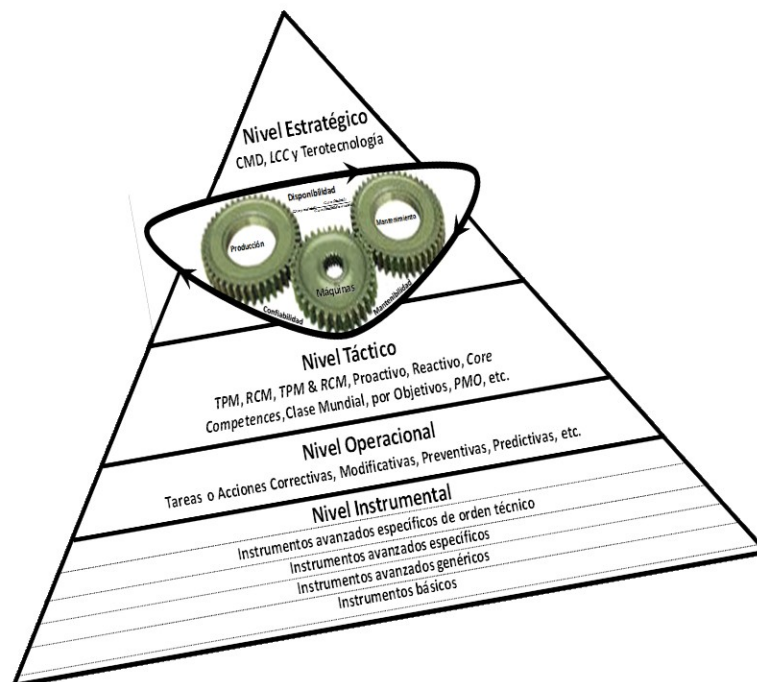 Nivel Estratégico
CMD, LCC y Terotecnología
Disponibilidad
Producción
Mantenimiento
Máquinas
Confiabilidad
Mantenibilidad
Nivel Táctico
TPM, RCM, TPM & RCM, Proactivo, Reactivo, Core
Competences, Clase Mundial, por Objetivos, PMO, etc.
Nivel Operacional
Tareas o Acciones Correctivas, Modificativas, Preventivas, Predictivas, etc.
Nivel Instrumental
Instrumentos avanzados específicos de orden técnico
Instrumentos avanzados específicos
Instrumentos avanzados genéricos
Instrumentos básicos